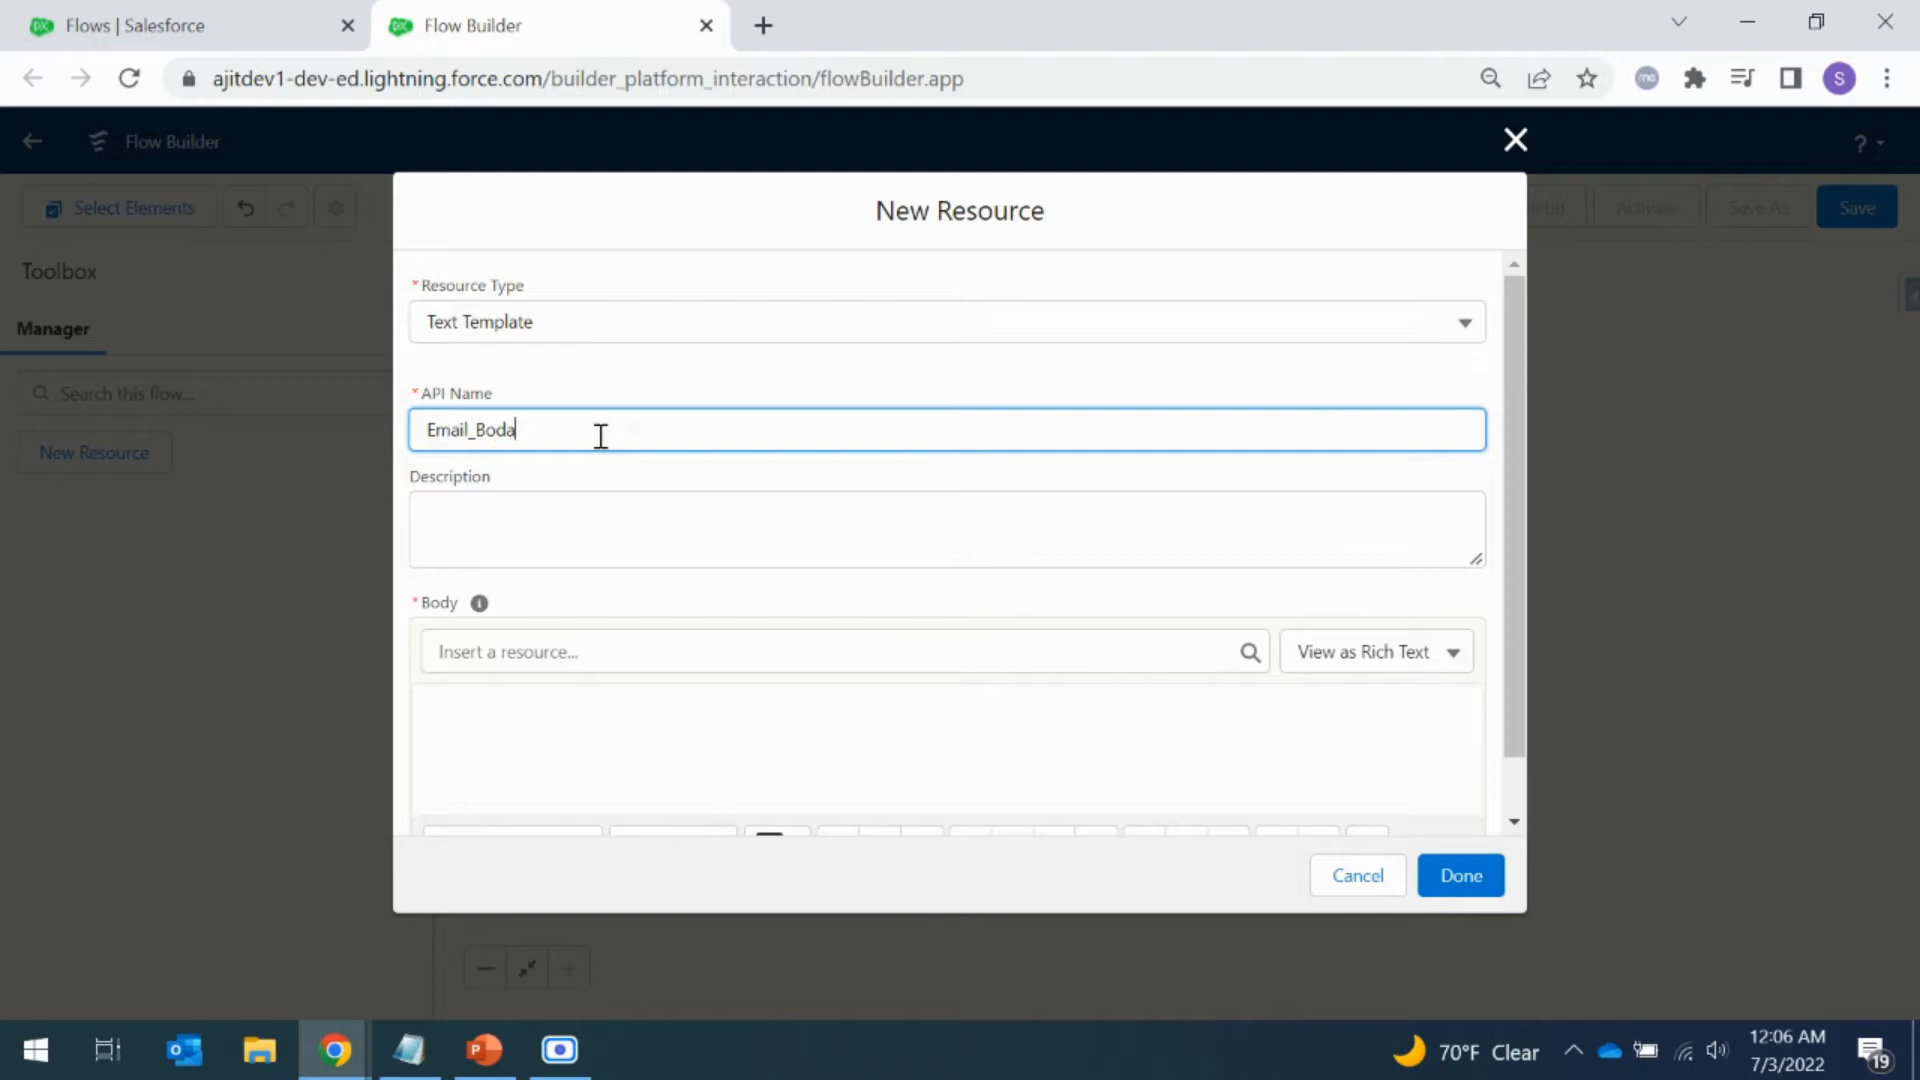 Flows | Salesforce
Flow Builder
ajitdev1-dev-ed.lightning.force.com/builder_platform_interaction/flowBuilder.app
me
S
Flow Builder
?
Select Elements
Activate
Save As
Save
Toolbox
Manager
Search this flow...
New Resource
New Resource
*Resource Type
Text Template
*API Name
Email_Boda
Description
*Body
Insert a resource...
View as Rich Text
Cancel
Done
70°F Clear
12:06 AM
7/3/2022
19